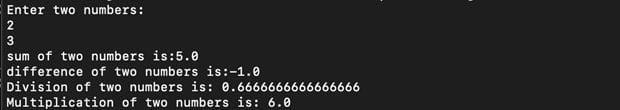 Enter two numbers:
2
3
sum of two numbers is:5.0
difference of two numbers is:-1.0
Division of two numbers is: 0.6666666666666666
Multiplication of two numbers is: 6.0